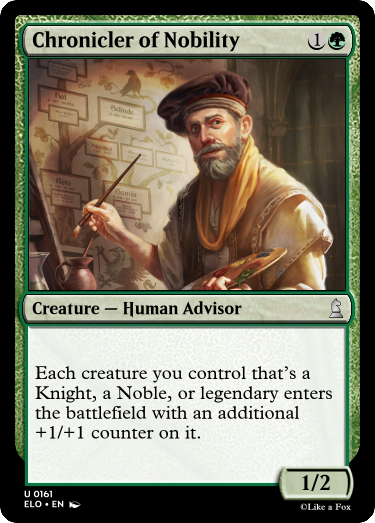 Chronicler of Nobility 1
Creature — Human Advisor
Each creature you control that's a
Knight, a Noble, or legendary enters
the battlefield with an additional
+1/+1 counter on it.
1/2
U 0161
ELO • EN
©Like a Fox